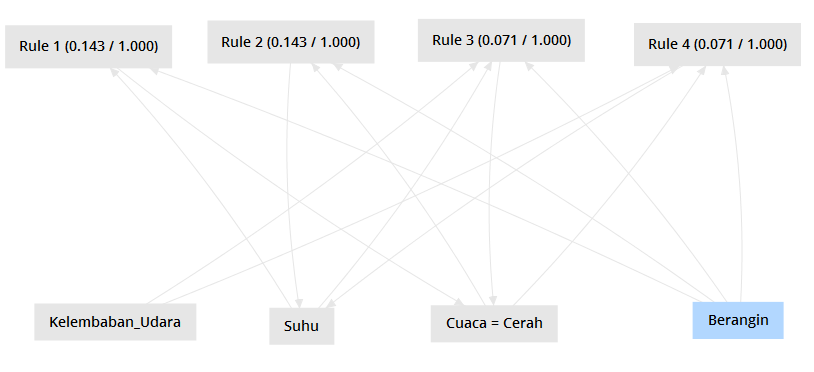 Rule 1 (0.143 / 1.000)
Rule 2 (0.143 / 1.000)
Rule 3 (0.071 / 1.000)
Rule 4 (0.071 / 1.000)
Kelembaban_Udara
Suhu
Cuaca = Cerah
Berangin